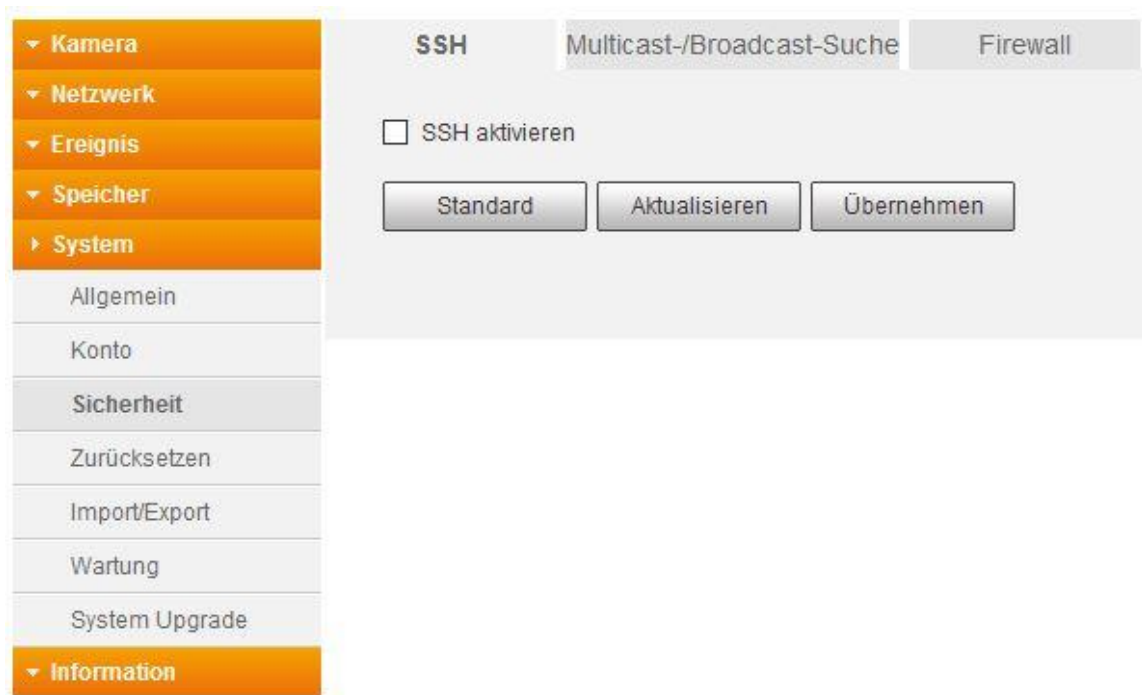 Kamera
Netzwerk
Ereignis
Speicher
System
Allgemein
Konto
Sicherheit
Zurücksetzen
Import/Export
Wartung
System Upgrade
Information
SSH
Multicast-/Broadcast-Suche
Firewall
SSH aktivieren
Standard
Aktualisieren
Übernehmen